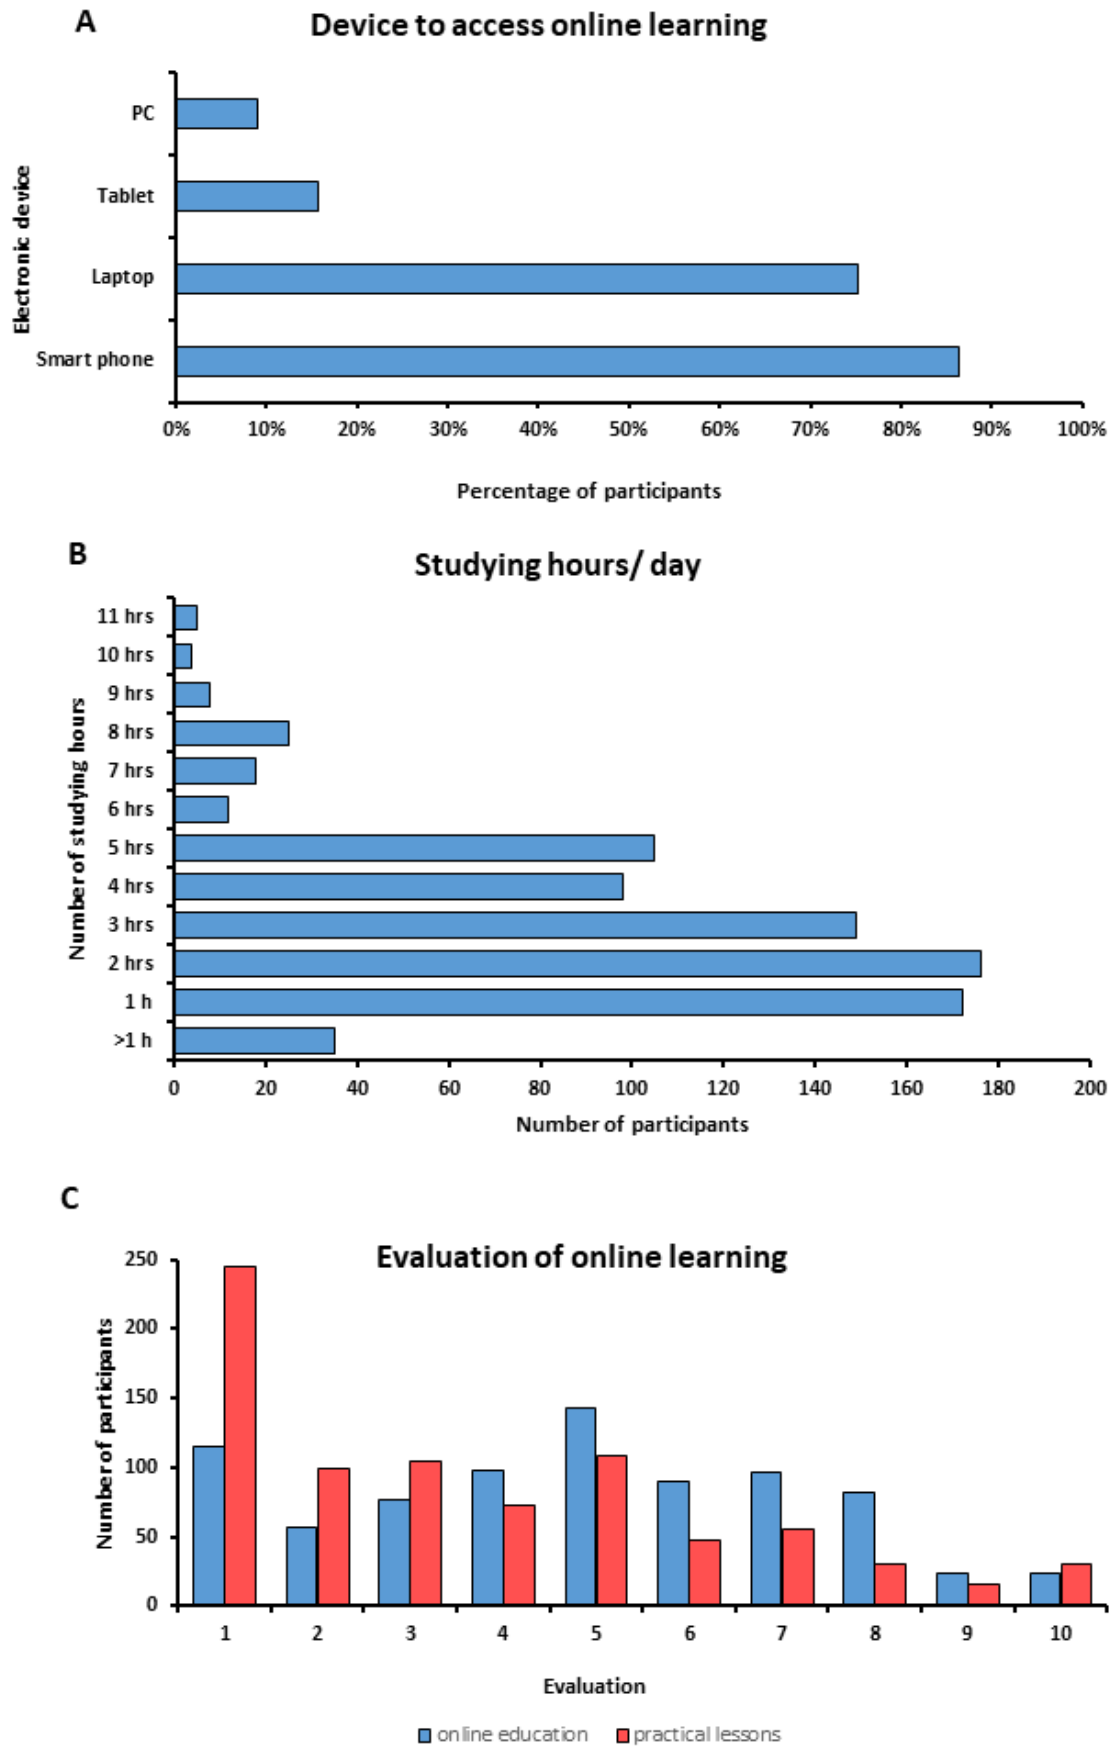 A
Device to access online learning
Electronic device
PC
Tablet
Laptop
Smart phone
0% 10% 20% 30% 40% 50% 60% 70% 80% 90% 100%
Percentage of participants
B
Studying hours/ day
Number of studying hours
11 hrs
10 hrs
9 hrs
8 hrs
7 hrs
6 hrs
5 hrs
4 hrs
3 hrs
2 hrs
1 h
>1 h
0 20 40 60 80 100 120 140 160 180 200
Number of participants
C
Evaluation of online learning
Number of participants
250
200
150
100
50
0
1 2 3 4 5 6 7 8 9 10
Evaluation
online education practical lessons